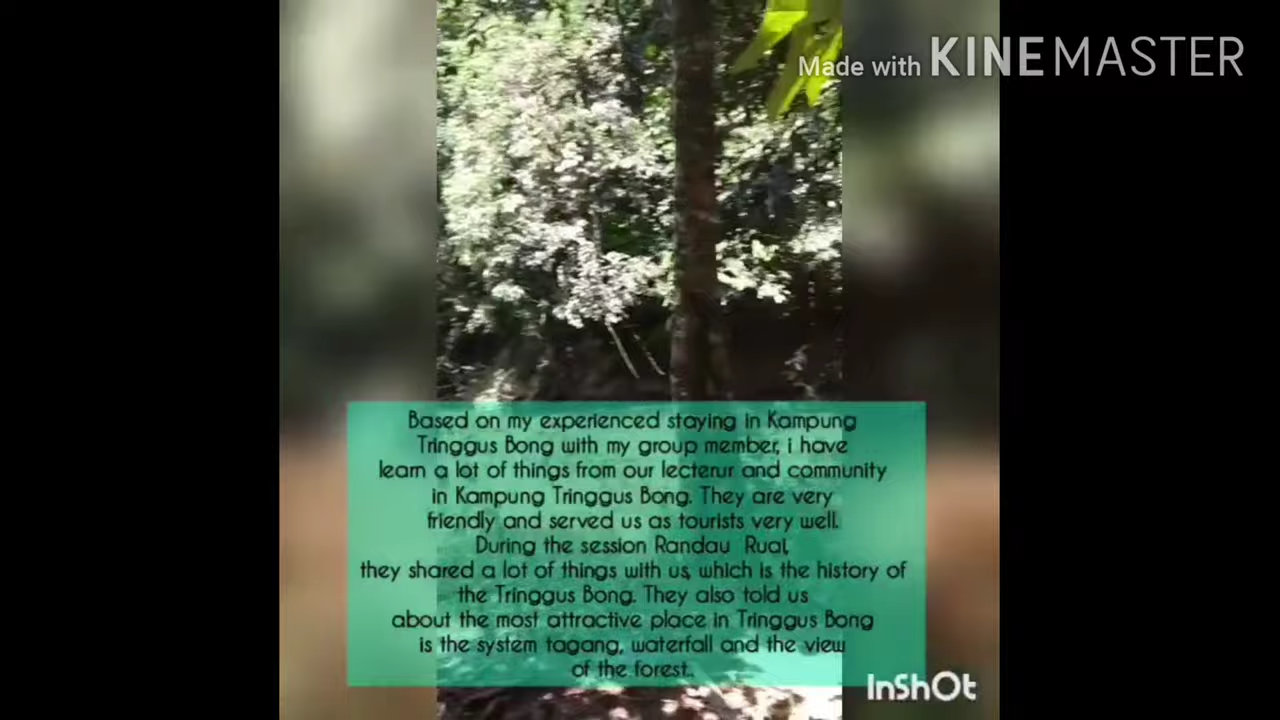 Made with KINEMASTER
Based on my experienced staying in Kampung
Tringgus Bong with my group member, i have
learn a lot of things from our lecterur and community
in Kampung Tringgus Bong. They are very
friendly and served us as tourists very well.
During the session Randau Ruai,
they shared a lot of things with us, which is the history of
the Tringgus Bong. They also told us
about the most attractive place in Tringgus Bong
is the system tagang, waterfall and the view
of the forest..
InShOt